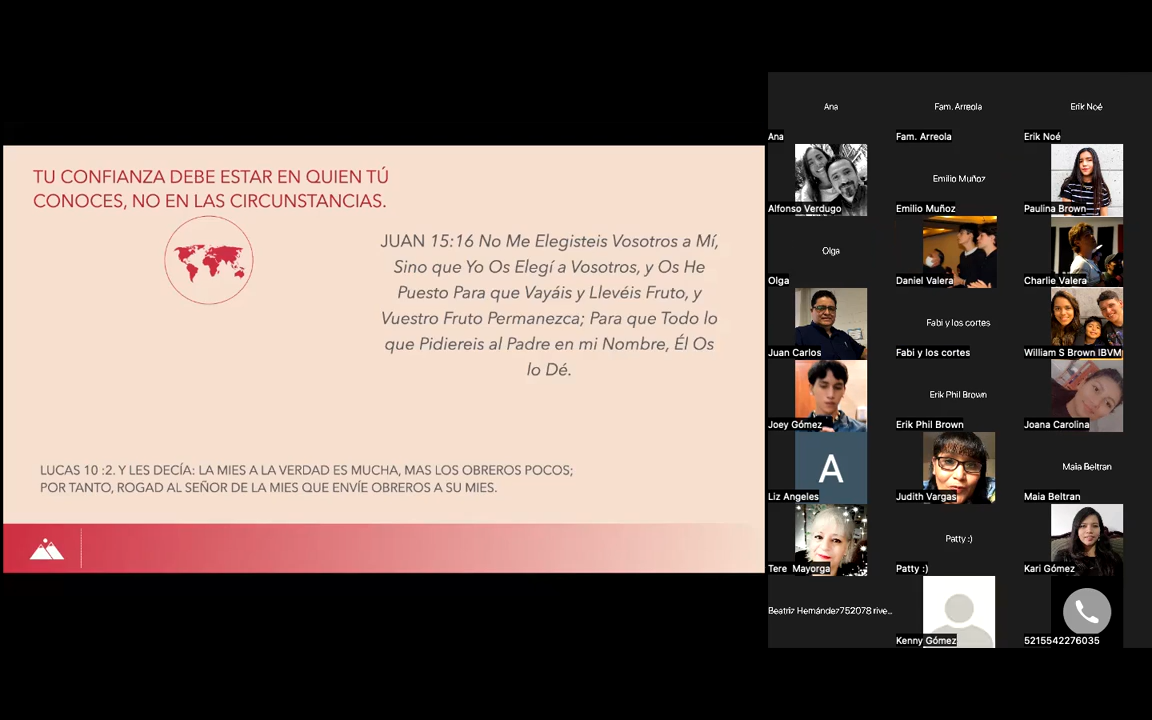 TU CONFIANZA DEBE ESTAR EN QUIEN TÚ
CONOCES, NO EN LAS CIRCUNSTANCIAS.
JUAN 15:16 No Me Elegisteis Vosotros a Mí,
Sino que Yo Os Elegí a Vosotros, y Os He
Puesto Para que Vayáis y Llevéis Fruto, y
Vuestro Fruto Permanezca; Para que Todo lo
que Pidiereis al Padre en mi Nombre, Él Os
lo Dé.
LUCAS 10 :2. Y LES DECÍA: LA MIES A LA VERDAD ES MUCHA, MAS LOS OBREROS POCOS;
POR TANTO, ROGAD AL SEÑOR DE LA MIES QUE ENVÍE OBREROS A SU MIES.
Ana
Fam. Arreola
Erik Noé
Ana
Fam. Arreola
Erik Noé
Emilio Muñoz
Alfonso Verdugo
Emilio Muñoz
Paulina Brown
Olga
Olga
Daniel Valera
Charlie Valera
Fabi y los cortes
Juan Carlos
Fabi y los cortes
William S Brown IBVM
Erik Phil Brown
Joey Gómez
Erik Phil Brown
Joana Carolina
A
Maia Beltran
Liz Angeles
Judith Vargas
Maia Beltran
Patty :)
Tere Mayorga
Patty :)
Kari Gómez
Beatriz Hernández752078 rive...
Kenny Gómez
5215542276035